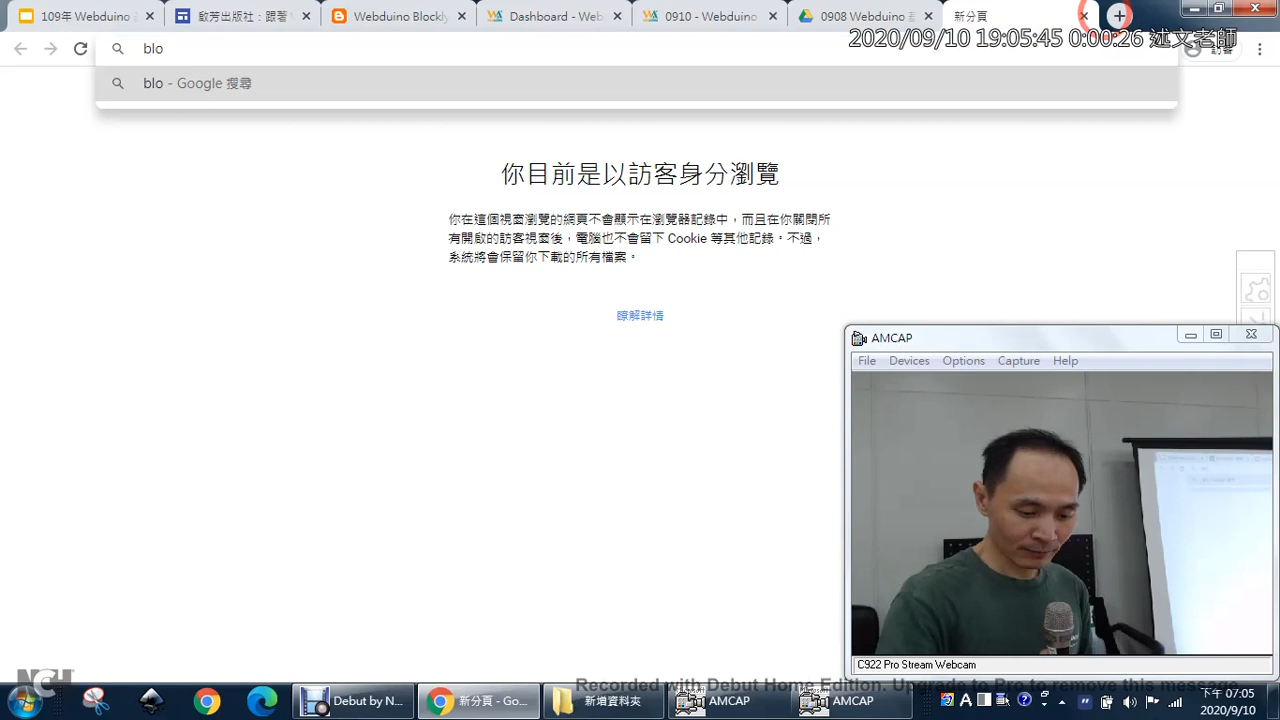 109年 Webduino
啟芳出版社：跟著
Webduino Blockly
Dashboard - Web
0910 - Webduino
0908 Webduino
新分頁
2020/09/10 19:05:45 0:00:26 述文老師
blo
訪客
blo - Google 搜尋
你目前是以訪客身分瀏覽
你在這個視窗瀏覽的網頁不會顯示在瀏覽器記錄中，而且在你關閉所
有開啟的訪客視窗後，電腦也不會留下 Cookie 等其他記錄。不過，
系統將會保留你下載的所有檔案。
瞭解詳情
AMCAP
File Devices Options Capture Help
C922 Pro Stream Webcam
NCH
Recorded with Debut Home Edition. Upgrade to Pro to remove this message
Debut by N...
新分頁 - Go...
新增資料夾
AMCAP
AMCAP
下午 07:05
2020/9/10